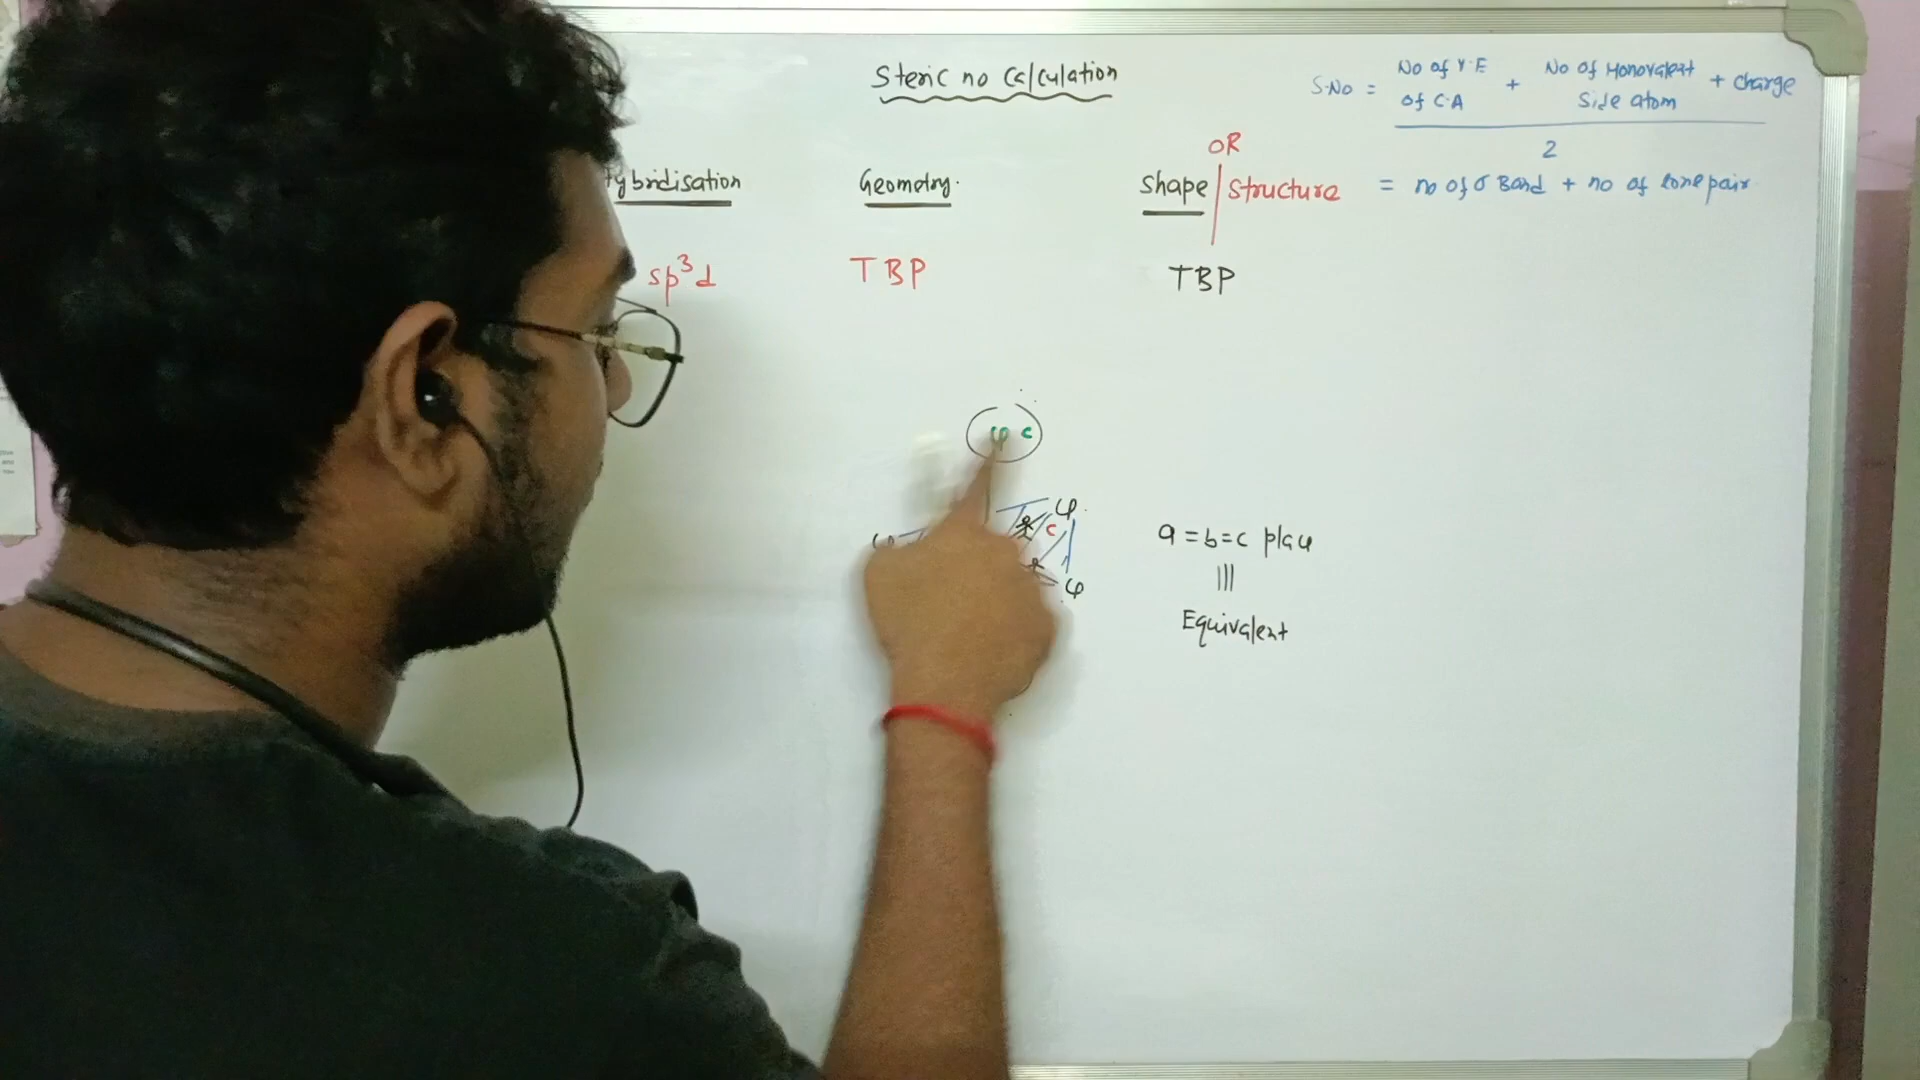 Steric no Calculation
S.No = No of V.E of C.A + No of Monovalent Side atom + charge
2
= no of σ Bond + no of lone pair
Hybridisation
Geometry.
Shape | Structure
OR
sp³d
TBP
TBP
φ c
φ
c
φ
a = b = c place
|||
Equivalent